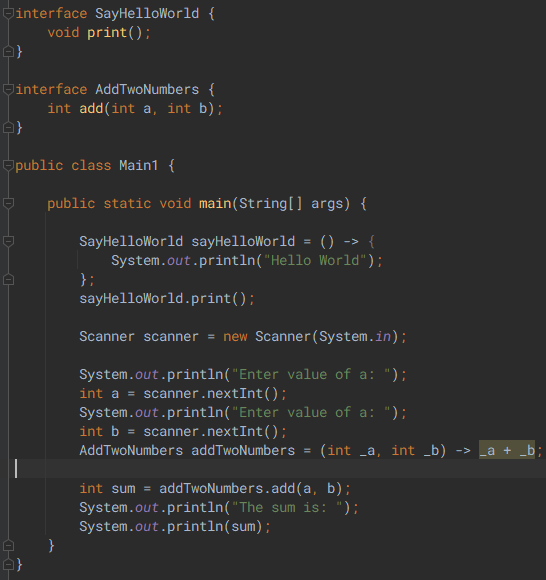 interface SayHelloWorld {
    void print();
}

interface AddTwoNumbers {
    int add(int a, int b);
}

public class Main1 {

    public static void main(String[] args) {

        SayHelloWorld sayHelloWorld = () -> {
            System.out.println("Hello World");
        };
        sayHelloWorld.print();

        Scanner scanner = new Scanner(System.in);

        System.out.println("Enter value of a: ");
        int a = scanner.nextInt();
        System.out.println("Enter value of a: ");
        int b = scanner.nextInt();
        AddTwoNumbers addTwoNumbers = (int _a, int _b) -> _a + _b;

        int sum = addTwoNumbers.add(a, b);
        System.out.println("The sum is: ");
        System.out.println(sum);
    }
}